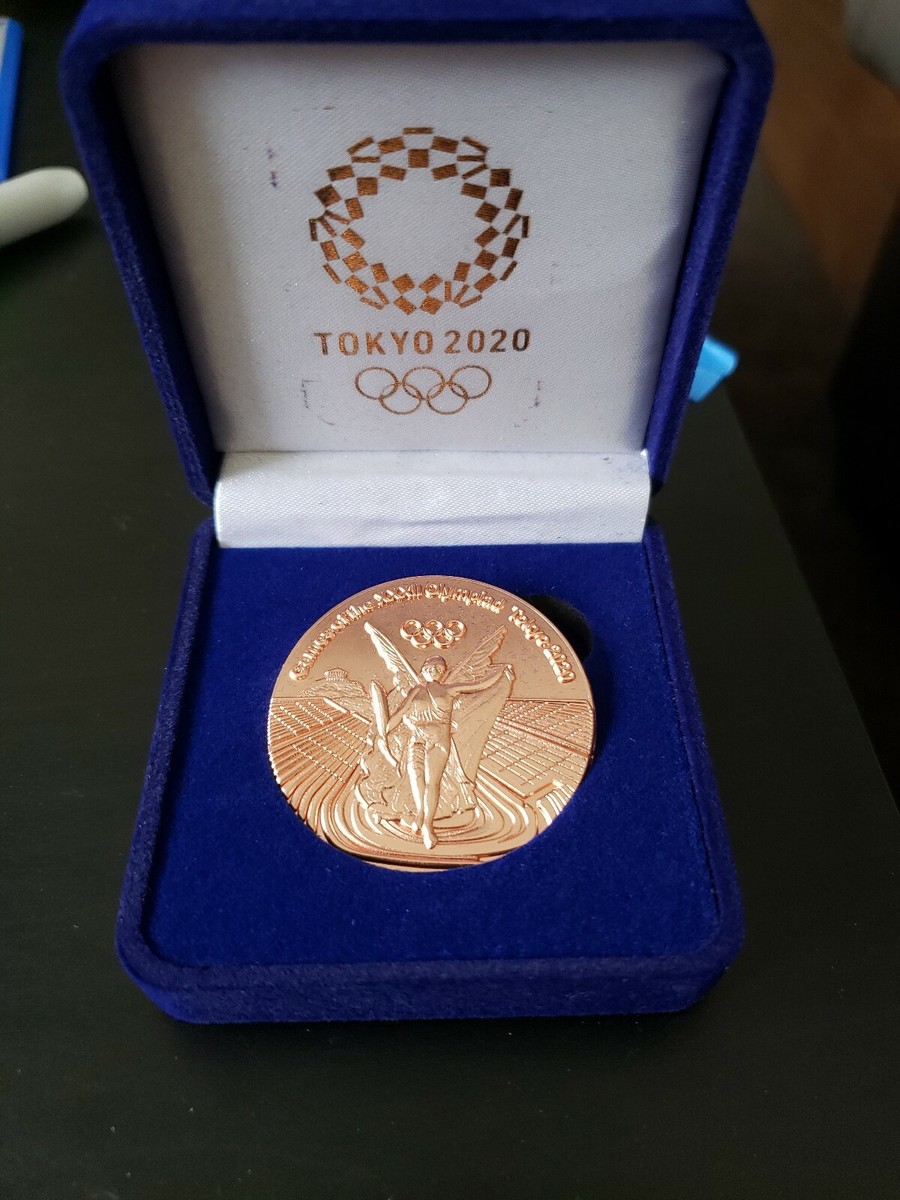 TOKYO 2020
Games of the XXXII Olympiad Tokyo 2020